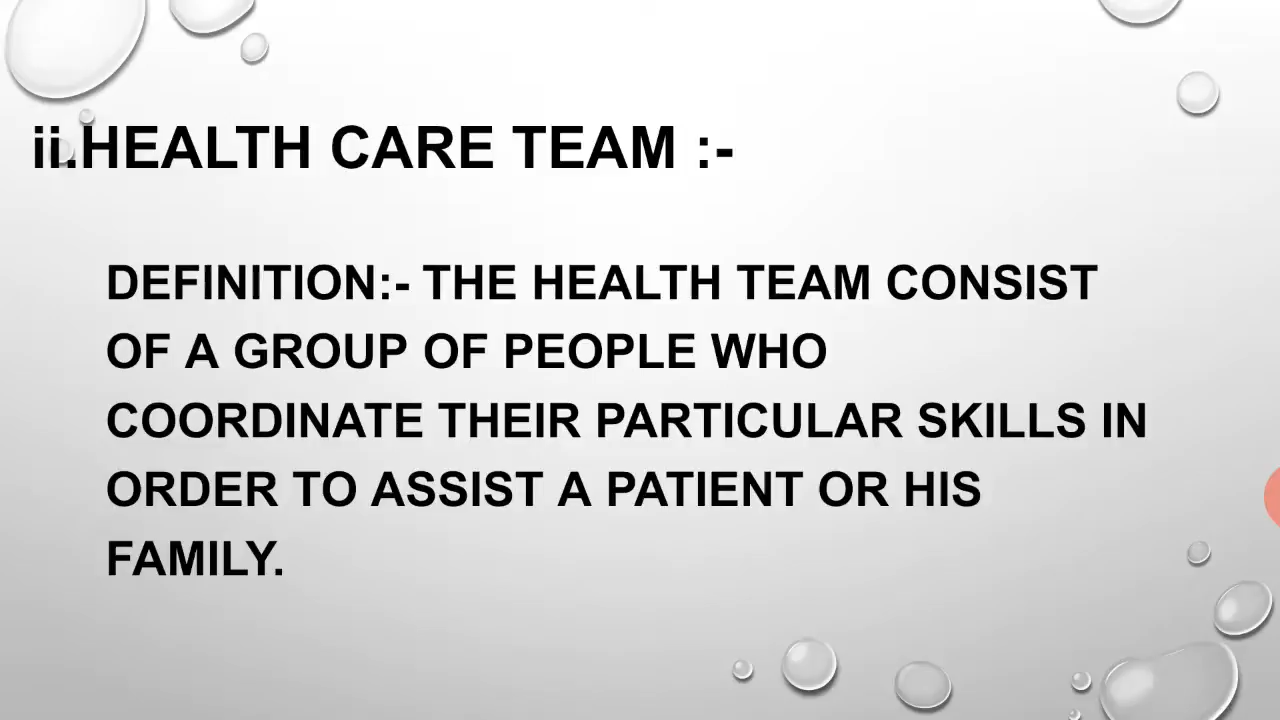 ii.HEALTH CARE TEAM :-
DEFINITION:- THE HEALTH TEAM CONSIST
OF A GROUP OF PEOPLE WHO
COORDINATE THEIR PARTICULAR SKILLS IN
ORDER TO ASSIST A PATIENT OR HIS
FAMILY.